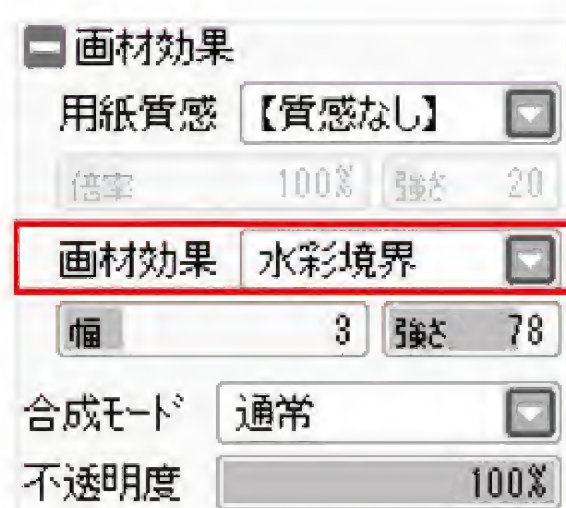 画材効果
用紙質感 【質感なし】
倍率 100% 強さ 20
画材効果 水彩境界
幅 3 強さ 78
合成モード 通常
不透明度 100%